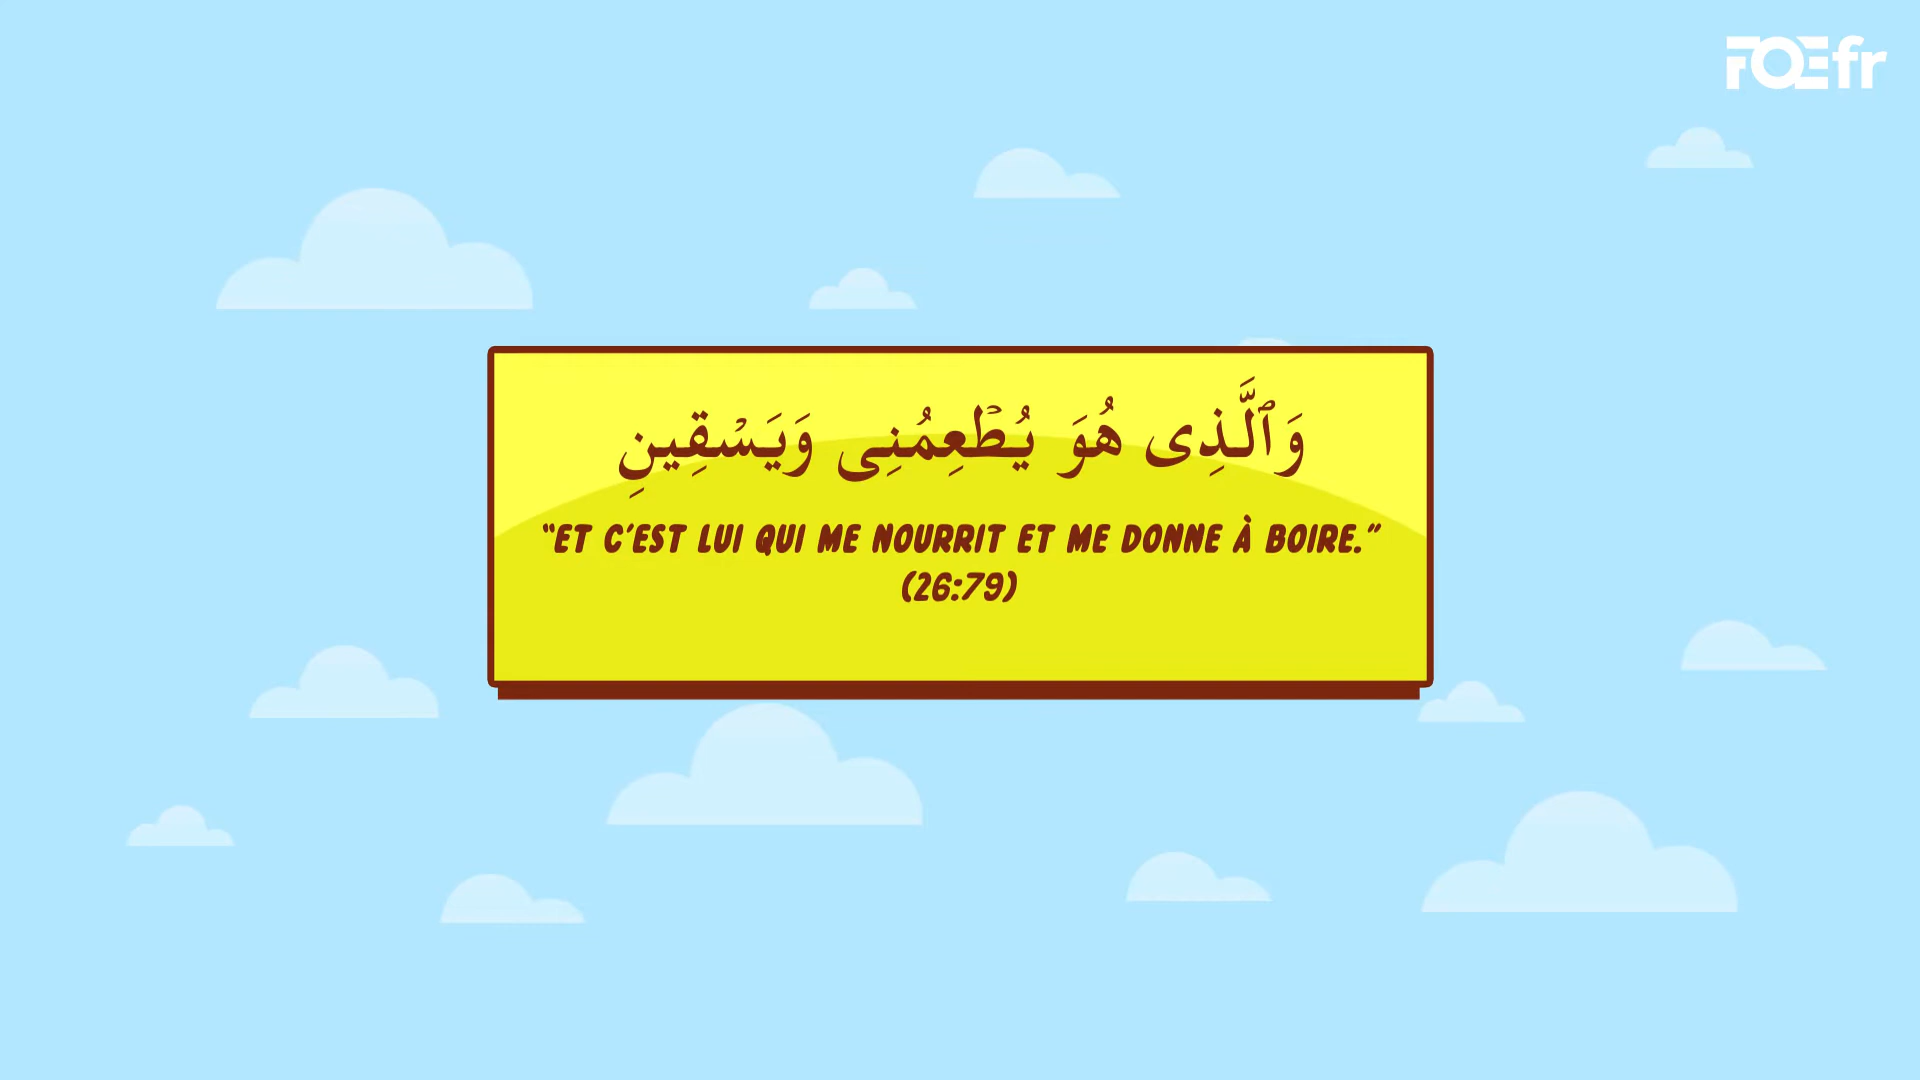 FOEfr
وَٱلَّذِى هُوَ يُطْعِمُنِى وَيَسْقِينِ
“ET C’EST LUI QUI ME NOURRIT ET ME DONNE À BOIRE.”
(26:79)